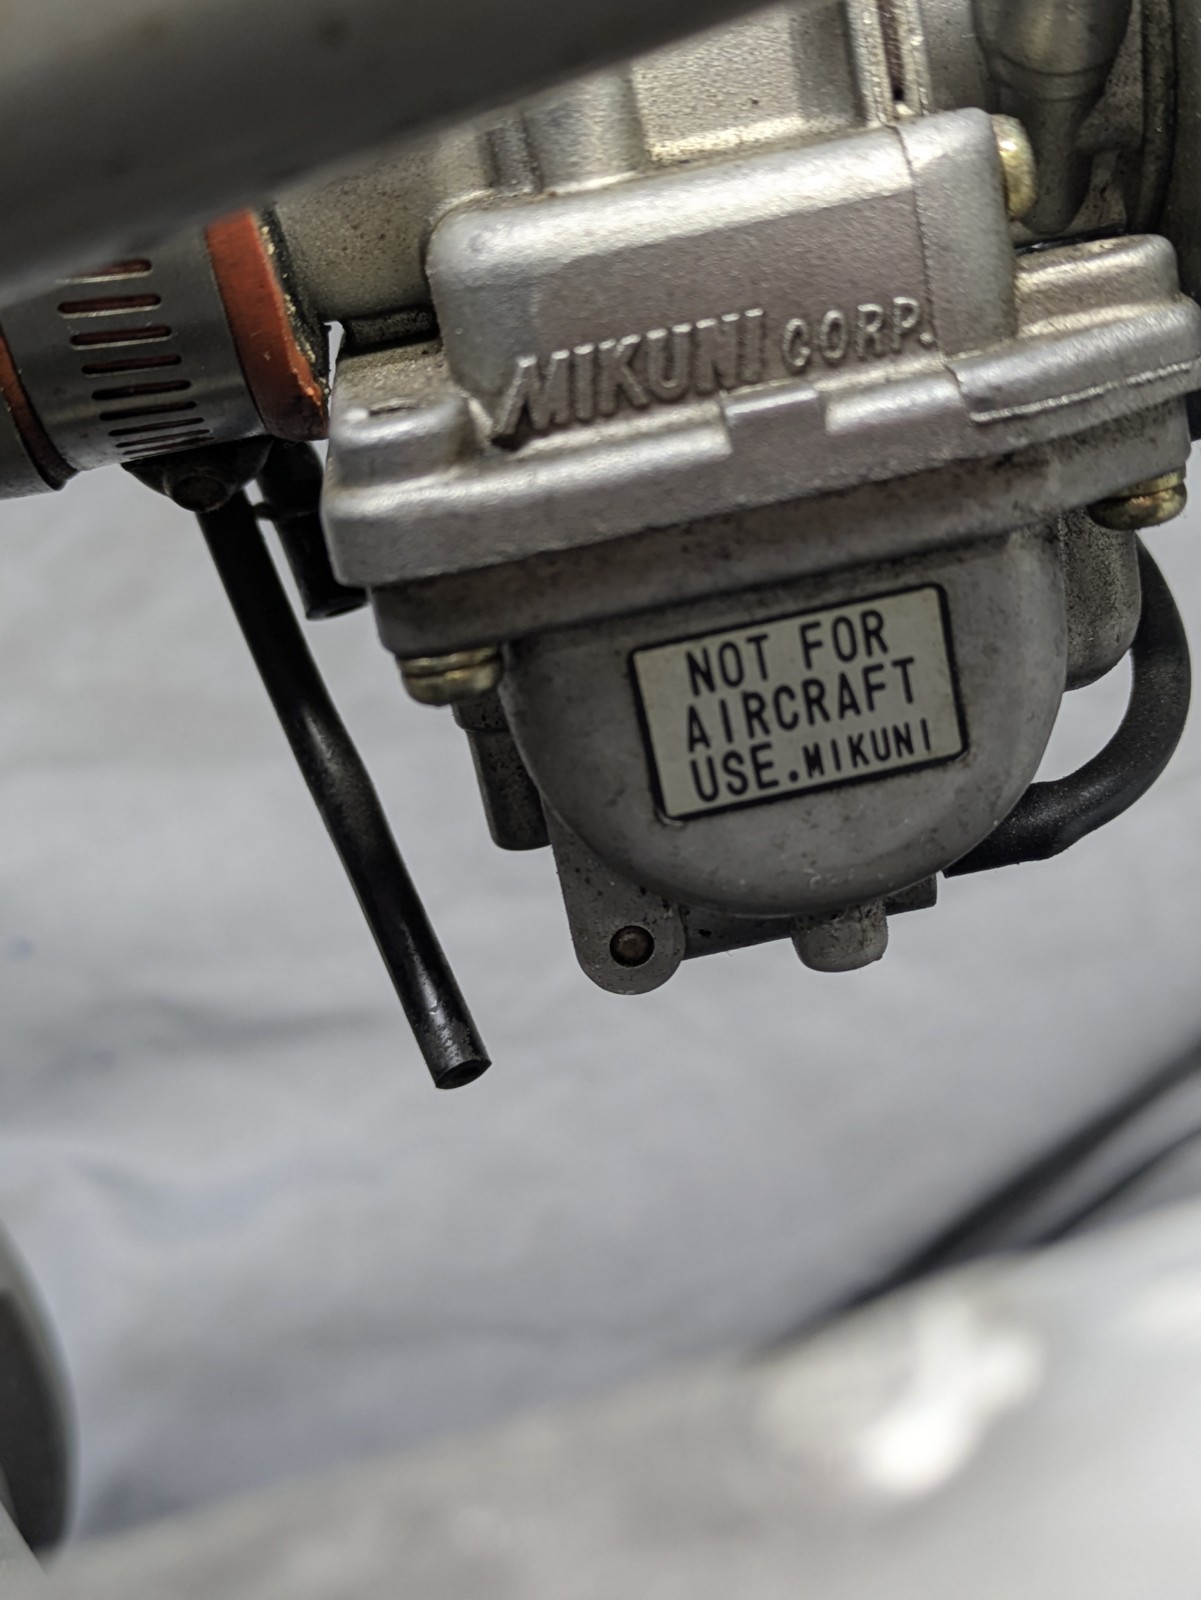 MIKUNI CORP.
NOT FOR
AIRCRAFT
USE.MIKUNI